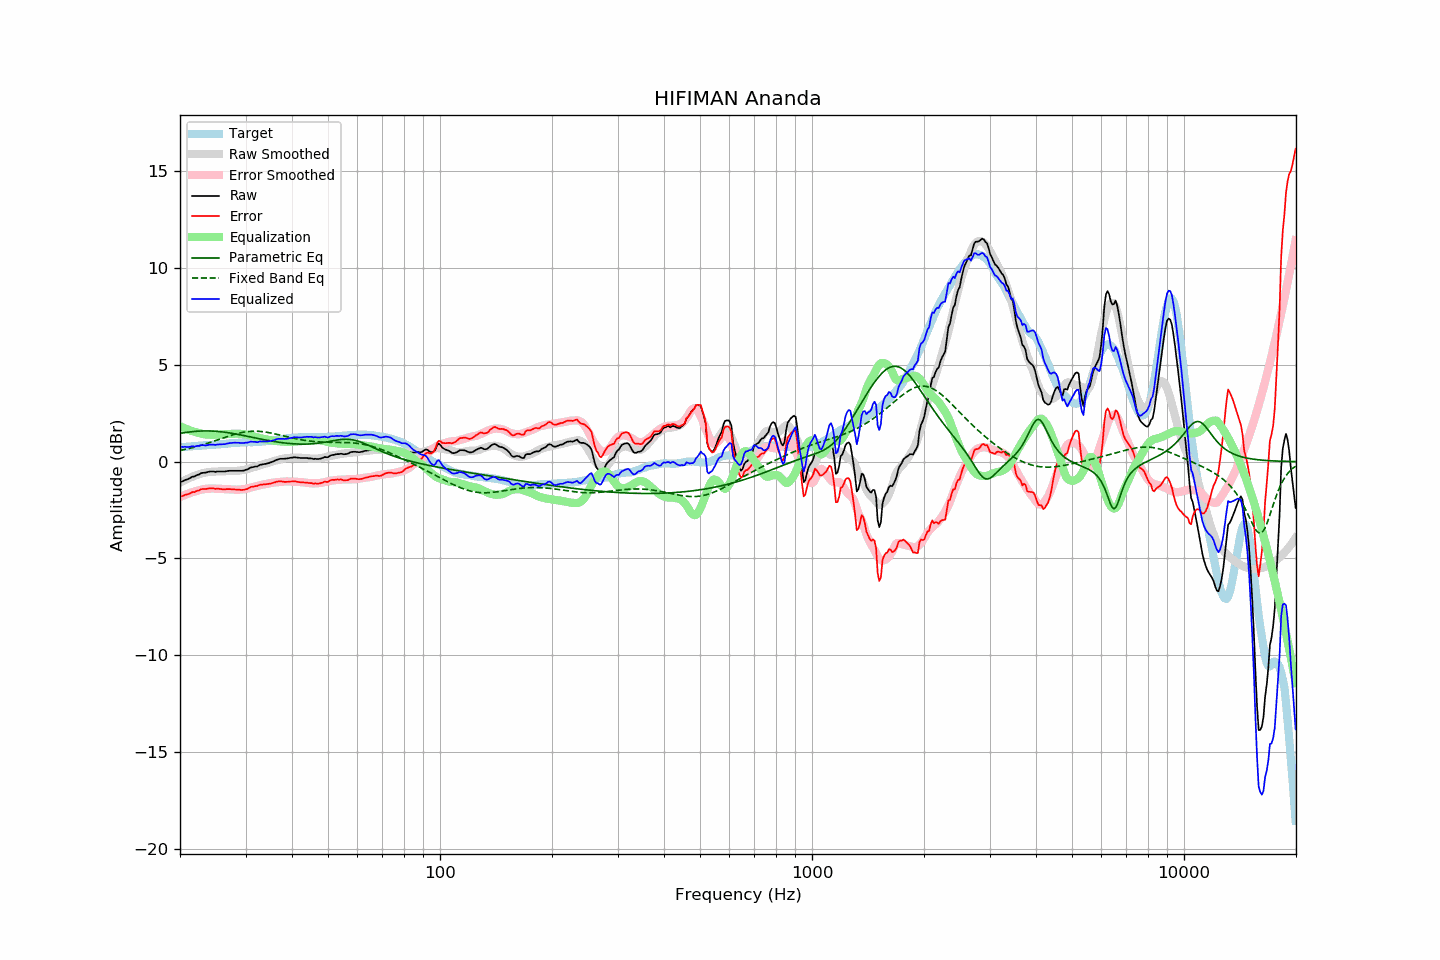 HIFIMAN Ananda
Target
Raw Smoothed
Error Smoothed
Raw
Error
Equalization
Parametric Eq
Fixed Band Eq
Equalized
Amplitude (dBr)
15
10
5
0
−5
−10
−15
−20
100
1000
10000
Frequency (Hz)